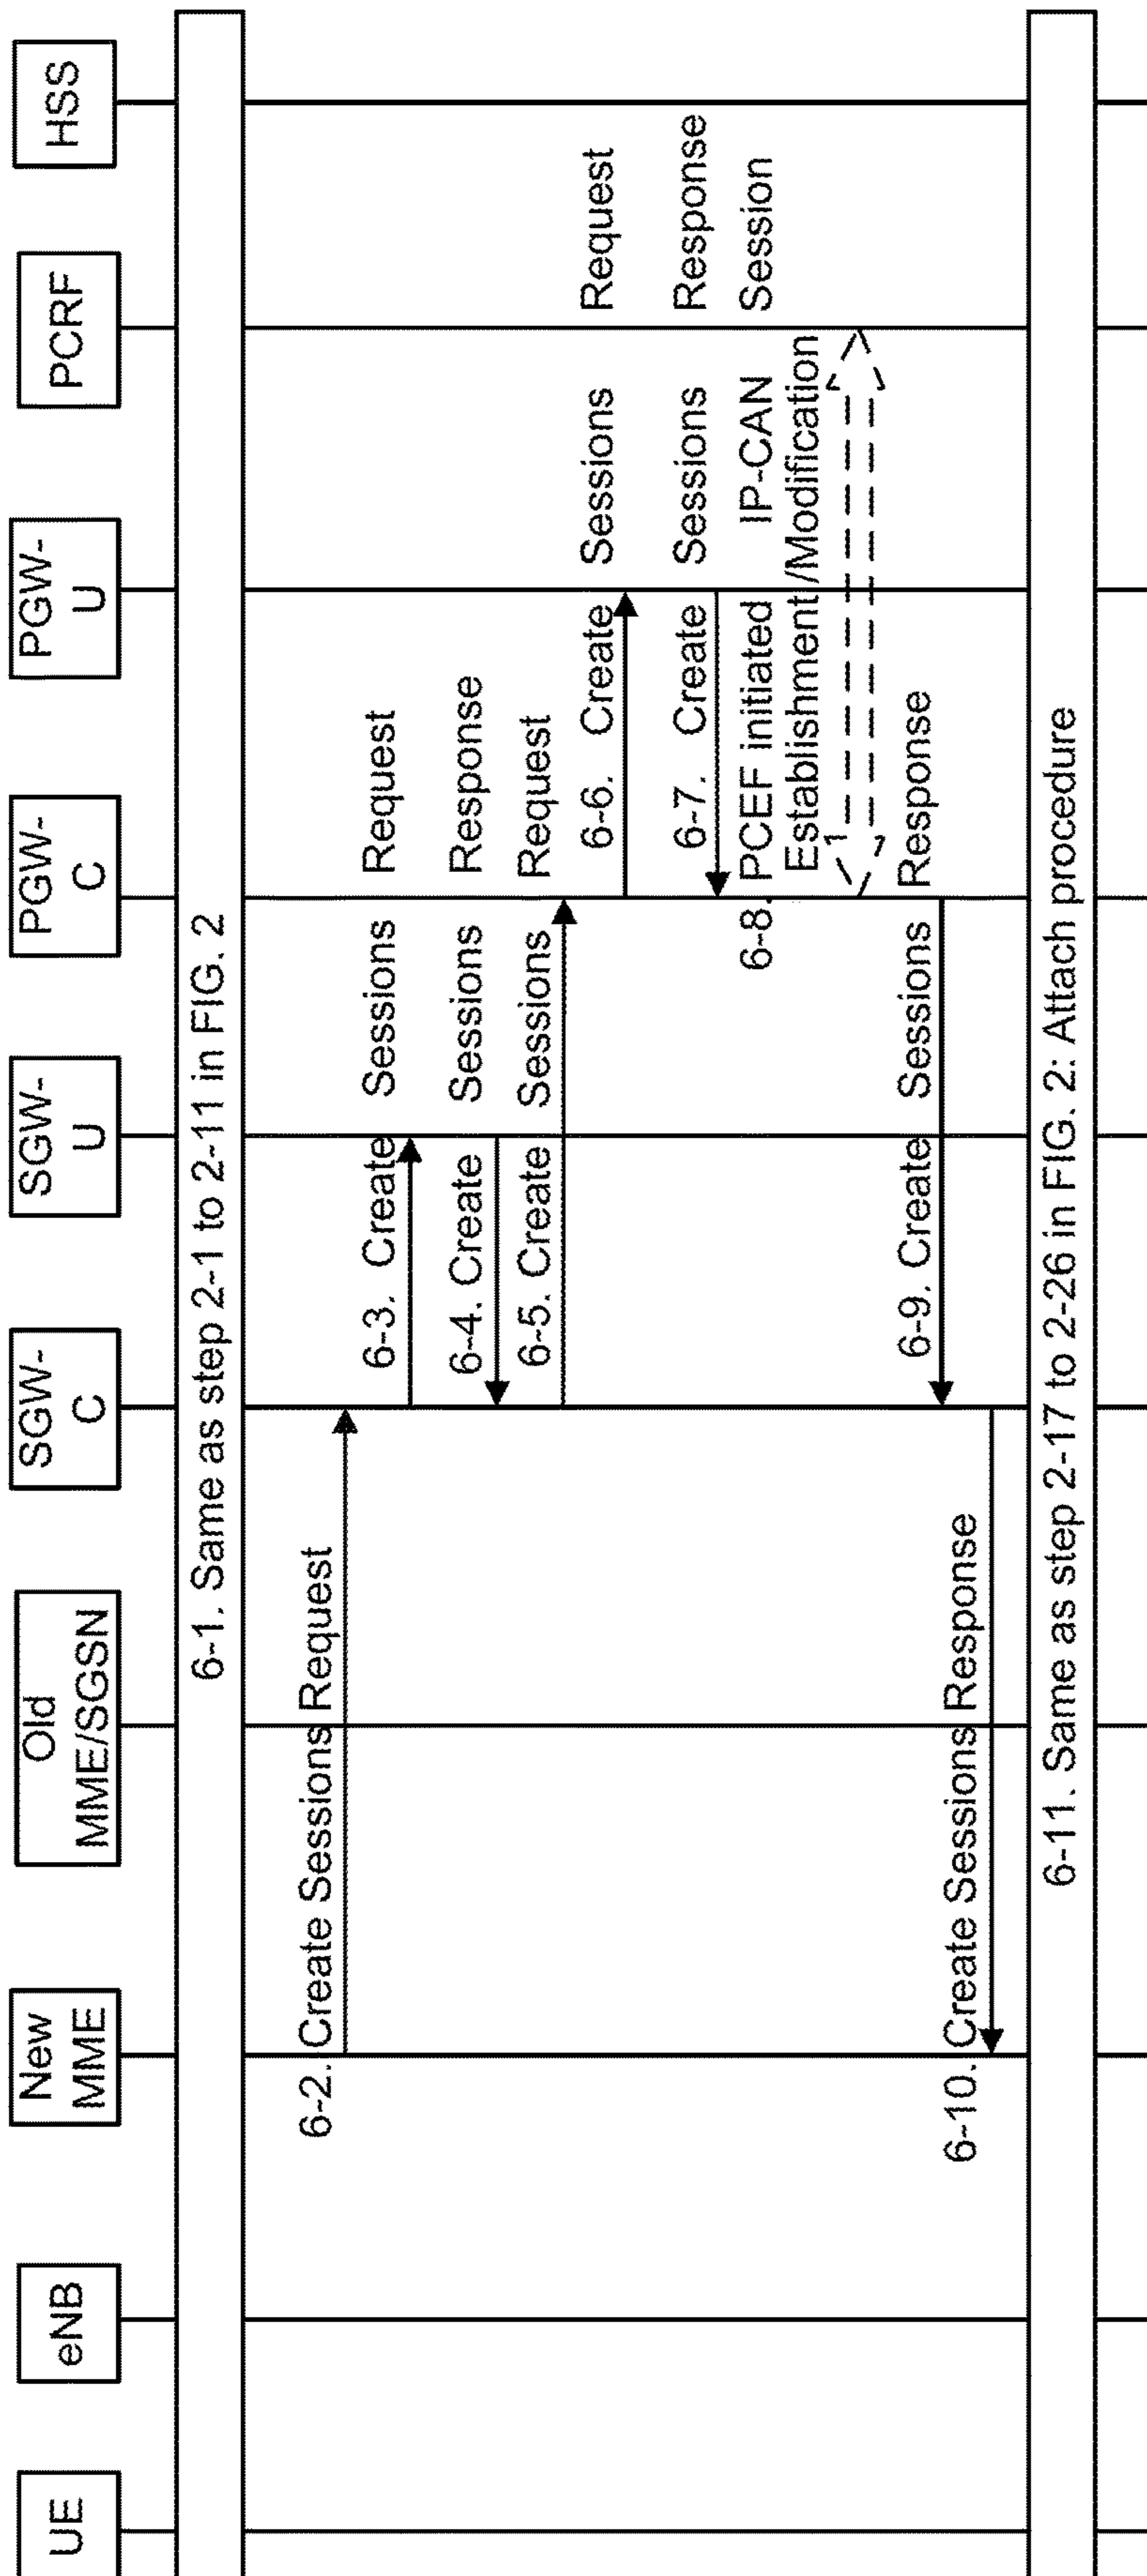 UE
eNB
New
MME
Old
MME/SGSN
SGW-
C
SGW-
U
PGW-
C
PGW-
U
PCRF
HSS
6-1. Same as step 2-1 to 2-11 in FIG. 2
6-2. Create Sessions Request
6-3. Create Sessions Request
6-4. Create Sessions Response
6-5. Create Sessions Request
6-6. Create Sessions Request
6-7. Create Sessions Response
6-8. PCEF initiated IP-CAN Session
Establishment/Modification
6-9. Create Sessions Response
6-10. Create Sessions Response
6-11. Same as step 2-17 to 2-26 in FIG. 2: Attach procedure